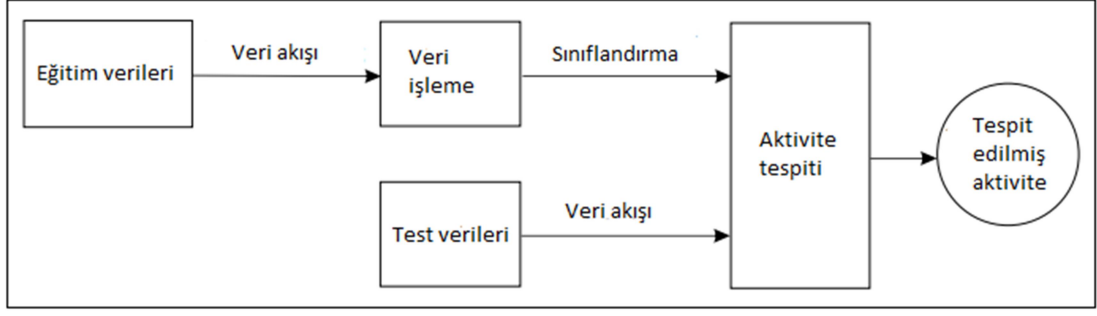 Eğitim verileri
Veri akışı
Veri
işleme
Sınıflandırma
Aktivite
tespiti
Tespit
edilmiş
aktivite
Test verileri
Veri akışı